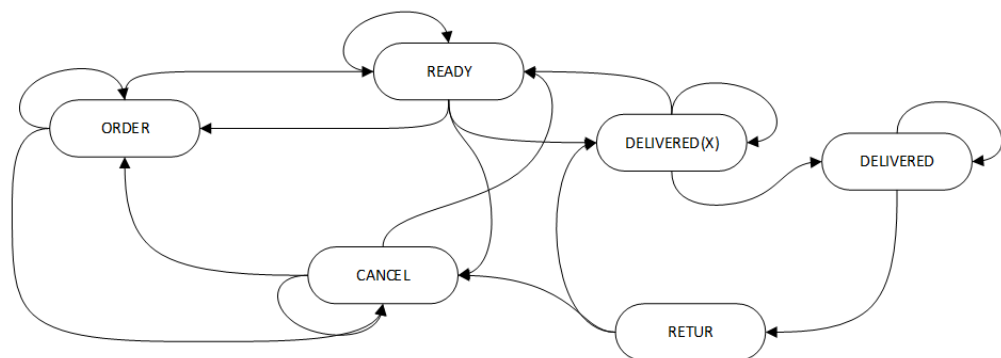 READY
ORDER
DELIVERED(X)
DELIVERED
CANCEL
RETUR